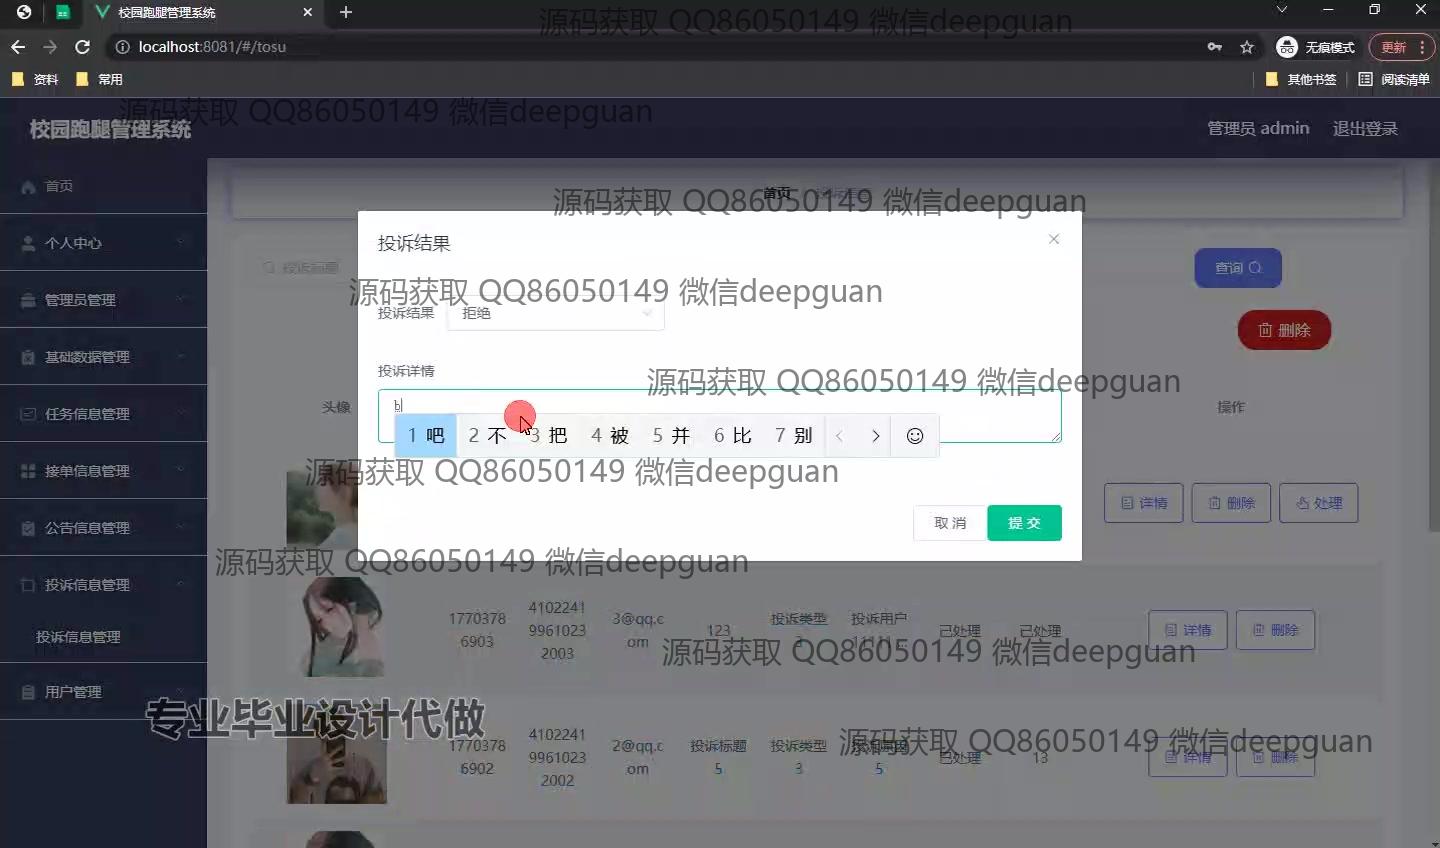 校园跑腿管理系统
localhost:8081/#/tosu
无痕模式
更新
资料
常用
其他书签
阅读清单
源码获取 QQ86050149 微信deepguan
源码获取 QQ86050149 微信deepguan
校园跑腿管理系统
管理员 admin
退出登录
首页
个人中心
管理员管理
基础数据管理
任务信息管理
接单信息管理
公告信息管理
投诉信息管理
投诉信息管理
用户管理
首页
源码获取 QQ86050149 微信deepguan
投诉结果
投诉标题
查询
源码获取 QQ86050149 微信deepguan
投诉结果
拒绝
删除
投诉详情
源码获取 QQ86050149 微信deepguan
头像
b
操作
1 吧
2 不
3 把
4 被
5 并
6 比
7 别
源码获取 QQ86050149 微信deepguan
详情
删除
处理
取 消
提 交
源码获取 QQ86050149 微信deepguan
1770378
6903
4102241
9961023
2003
3@qq.c
om
123
投诉类型
投诉用户
已处理
已处理
详情
删除
源码获取 QQ86050149 微信deepguan
专业毕业设计代做
1770378
6902
4102241
9961023
2002
2@qq.c
om
投诉标题
5
投诉类型
3
5
已处理
13
详情
删除
源码获取 QQ86050149 微信deepguan